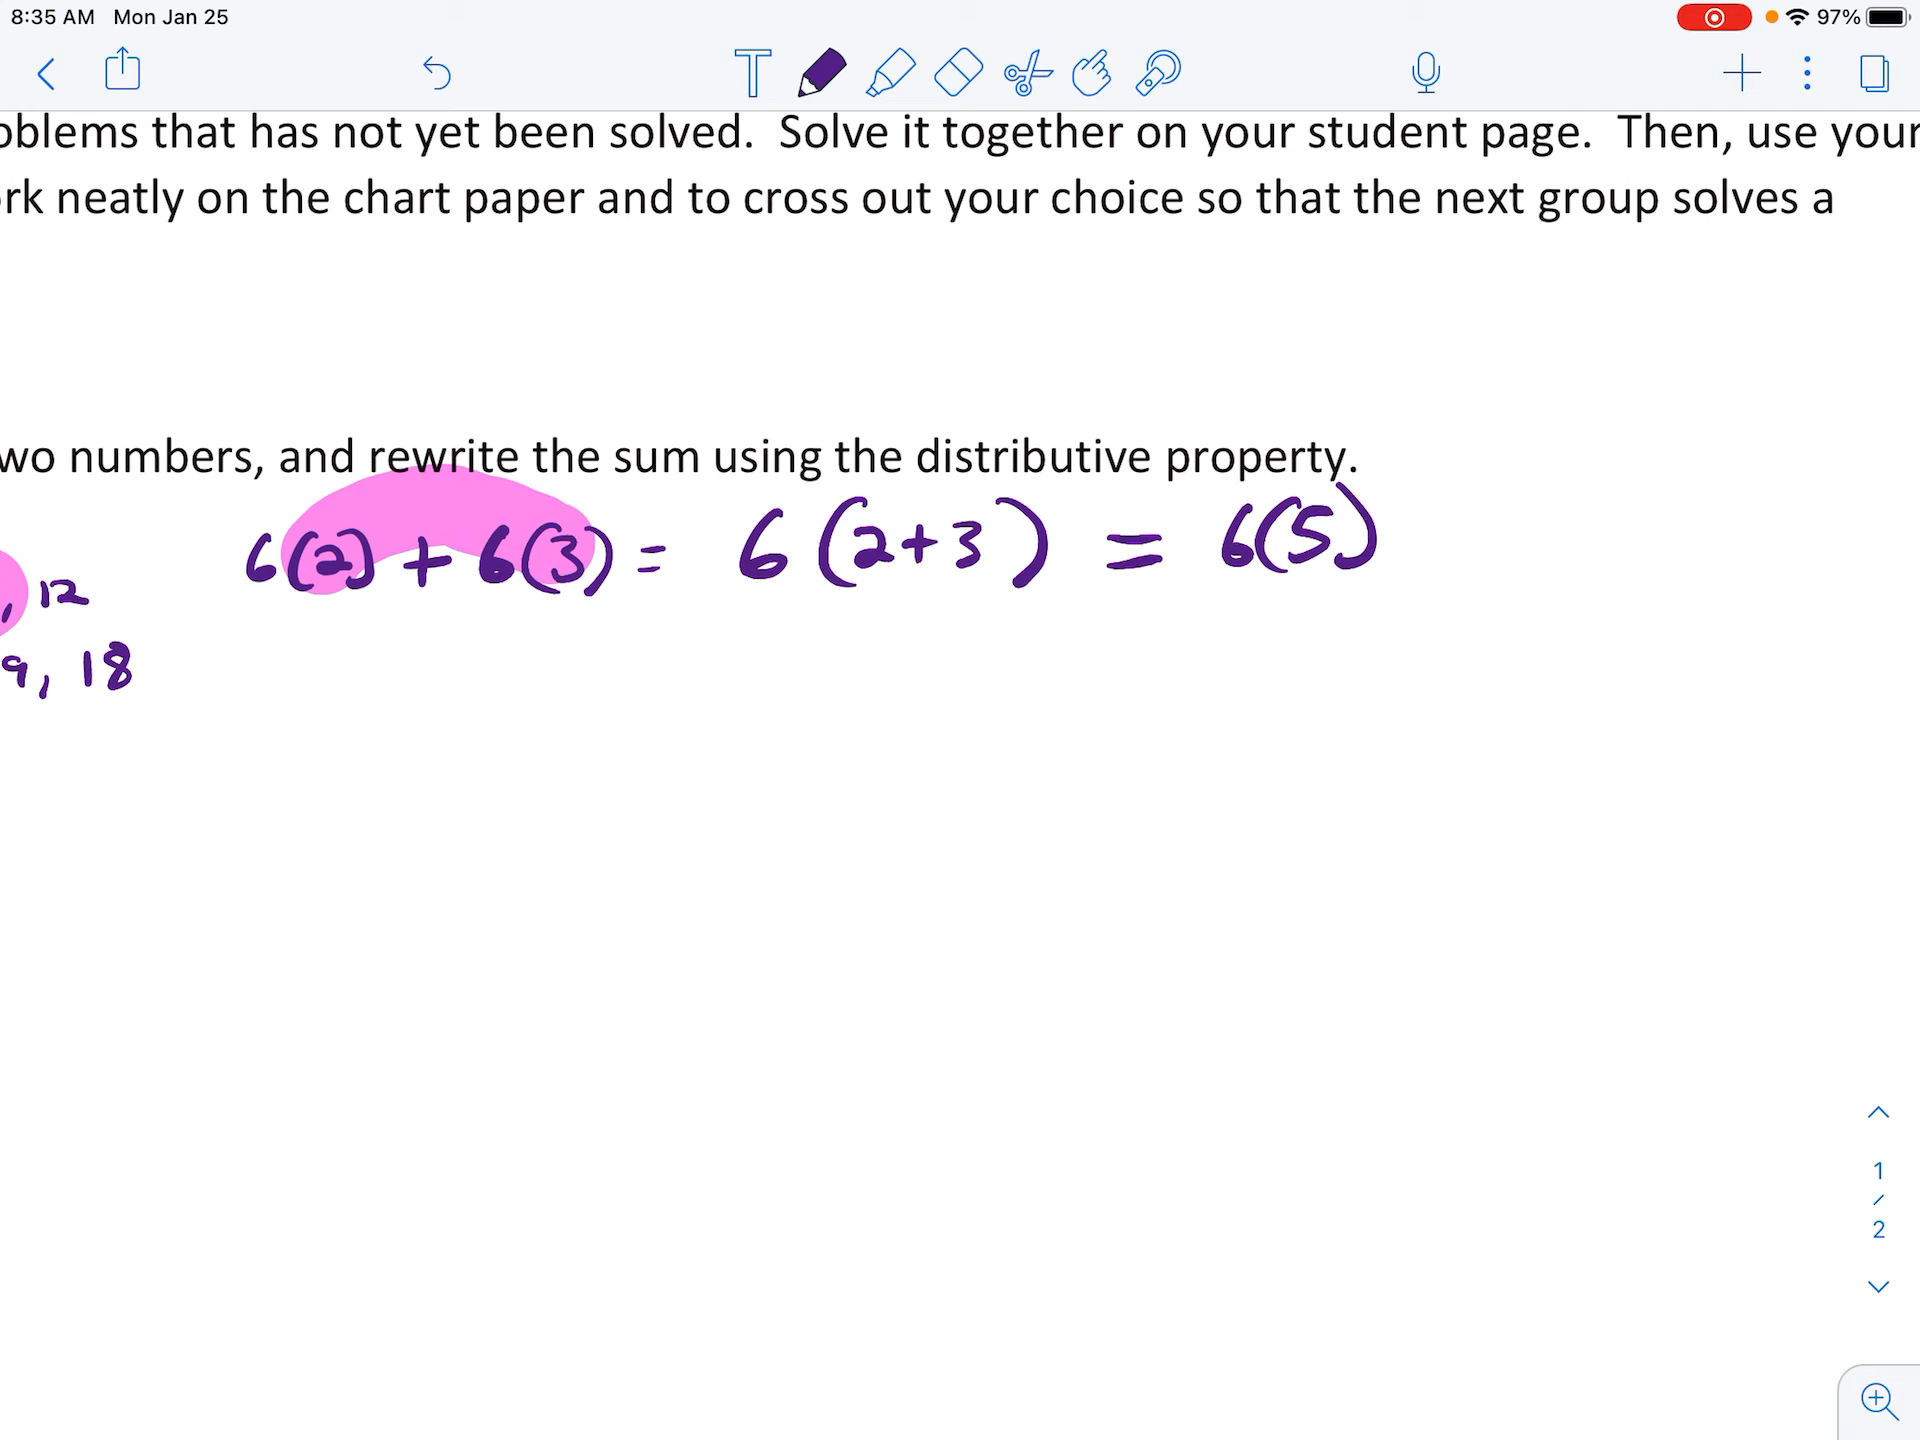 8:35 AM Mon Jan 25 97%
T
oblems that has not yet been solved. Solve it together on your student page. Then, use your
rk neatly on the chart paper and to cross out your choice so that the next group solves a
wo numbers, and rewrite the sum using the distributive property.
6(2) + 6(3) = 6(2+3) = 6(5)
, 12
9, 18
1
/
2